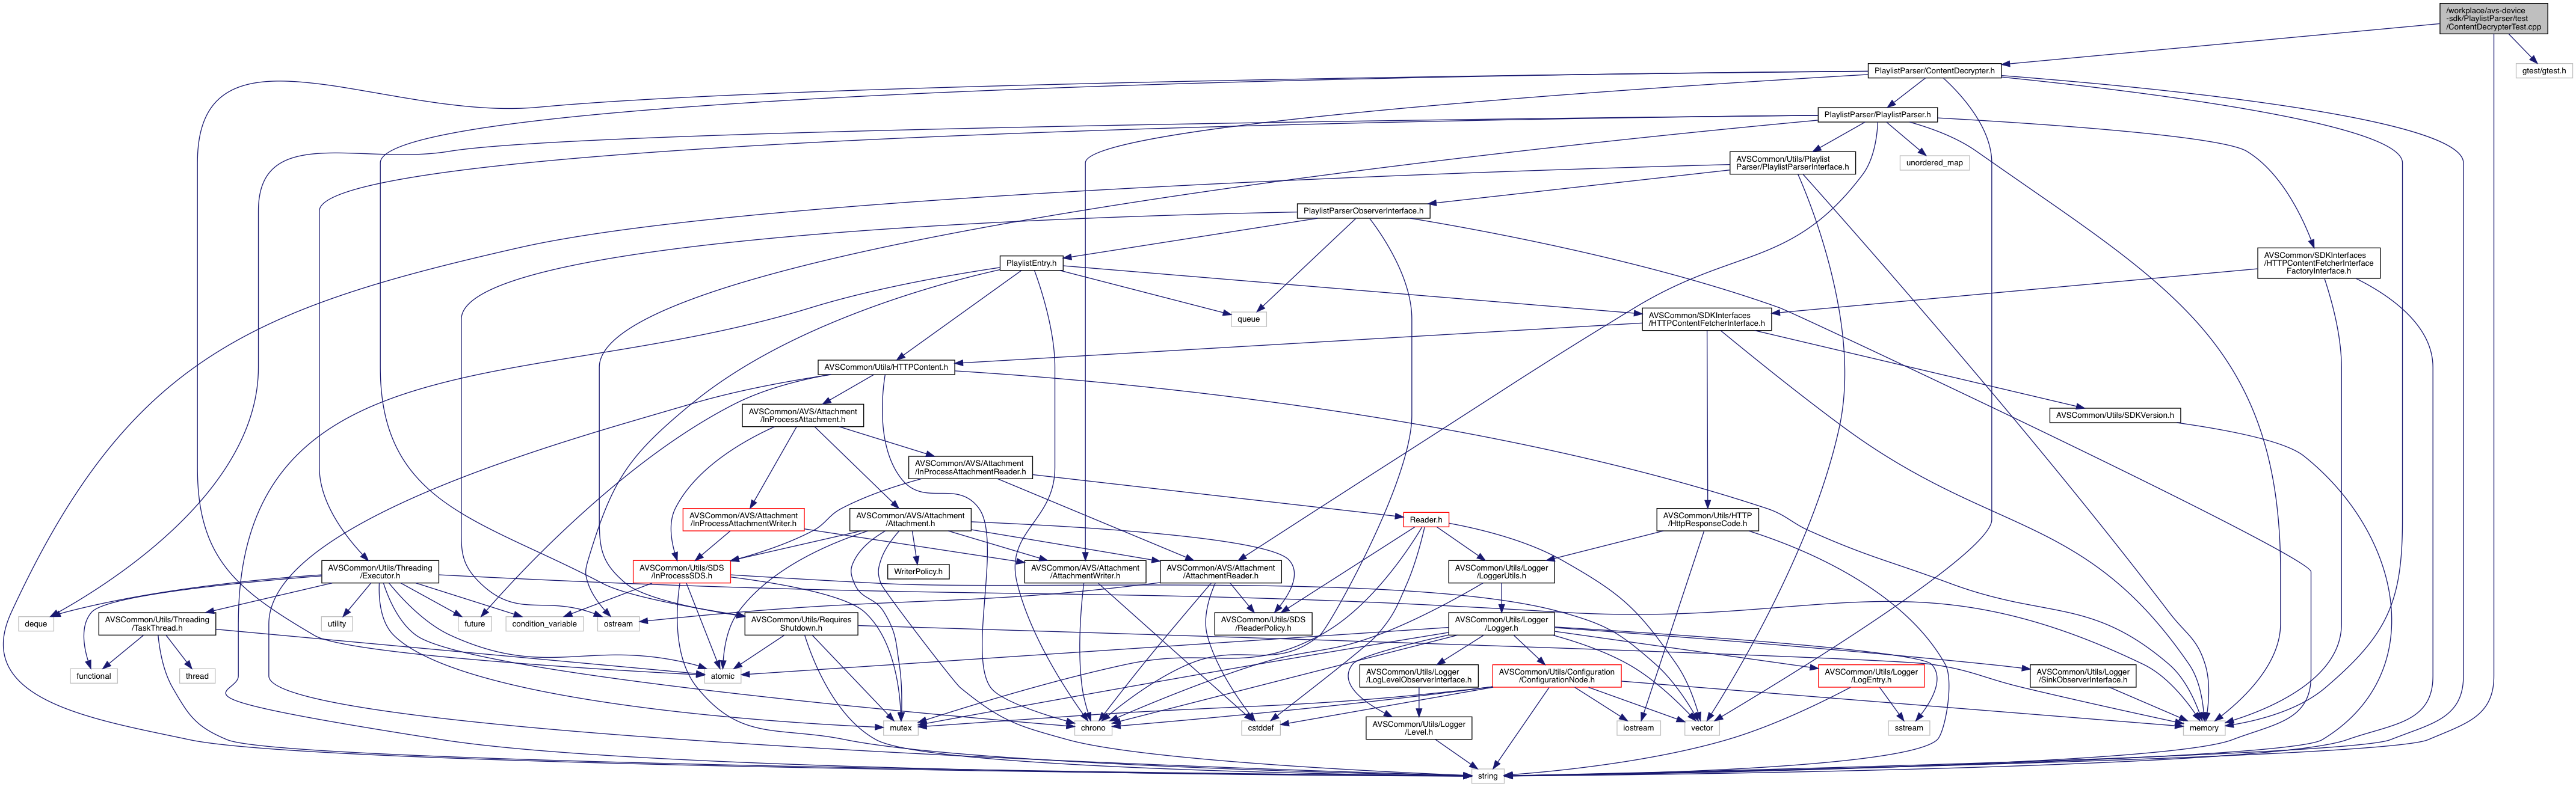 /workplace/avs-device
-sdk/PlaylistParser/test
/ContentDecrypterTest.cpp
PlaylistParser/ContentDecrypter.h
gtest/gtest.h
PlaylistParser/PlaylistParser.h
AVSCommon/Utils/Playlist
Parser/PlaylistParserInterface.h
unordered_map
PlaylistParserObserverInterface.h
PlaylistEntry.h
AVSCommon/SDKInterfaces
/HTTPContentFetcherInterface
FactoryInterface.h
queue
AVSCommon/SDKInterfaces
/HTTPContentFetcherInterface.h
AVSCommon/Utils/HTTPContent.h
AVSCommon/AVS/Attachment
/InProcessAttachment.h
AVSCommon/Utils/SDKVersion.h
AVSCommon/AVS/Attachment
/InProcessAttachmentReader.h
AVSCommon/AVS/Attachment
/InProcessAttachmentWriter.h
AVSCommon/AVS/Attachment
/Attachment.h
Reader.h
AVSCommon/Utils/HTTP
/HttpResponseCode.h
AVSCommon/Utils/Threading
/Executor.h
AVSCommon/Utils/SDS
/InProcessSDS.h
WriterPolicy.h
AVSCommon/AVS/Attachment
/AttachmentWriter.h
AVSCommon/AVS/Attachment
/AttachmentReader.h
AVSCommon/Utils/Logger
/LoggerUtils.h
deque
AVSCommon/Utils/Threading
/TaskThread.h
utility
future
condition_variable
ostream
AVSCommon/Utils/Requires
Shutdown.h
AVSCommon/Utils/SDS
/ReaderPolicy.h
AVSCommon/Utils/Logger
/Logger.h
functional
thread
atomic
AVSCommon/Utils/Logger
/LogLevelObserverInterface.h
AVSCommon/Utils/Configuration
/ConfigurationNode.h
AVSCommon/Utils/Logger
/LogEntry.h
AVSCommon/Utils/Logger
/SinkObserverInterface.h
mutex
chrono
cstddef
AVSCommon/Utils/Logger
/Level.h
iostream
vector
sstream
memory
string